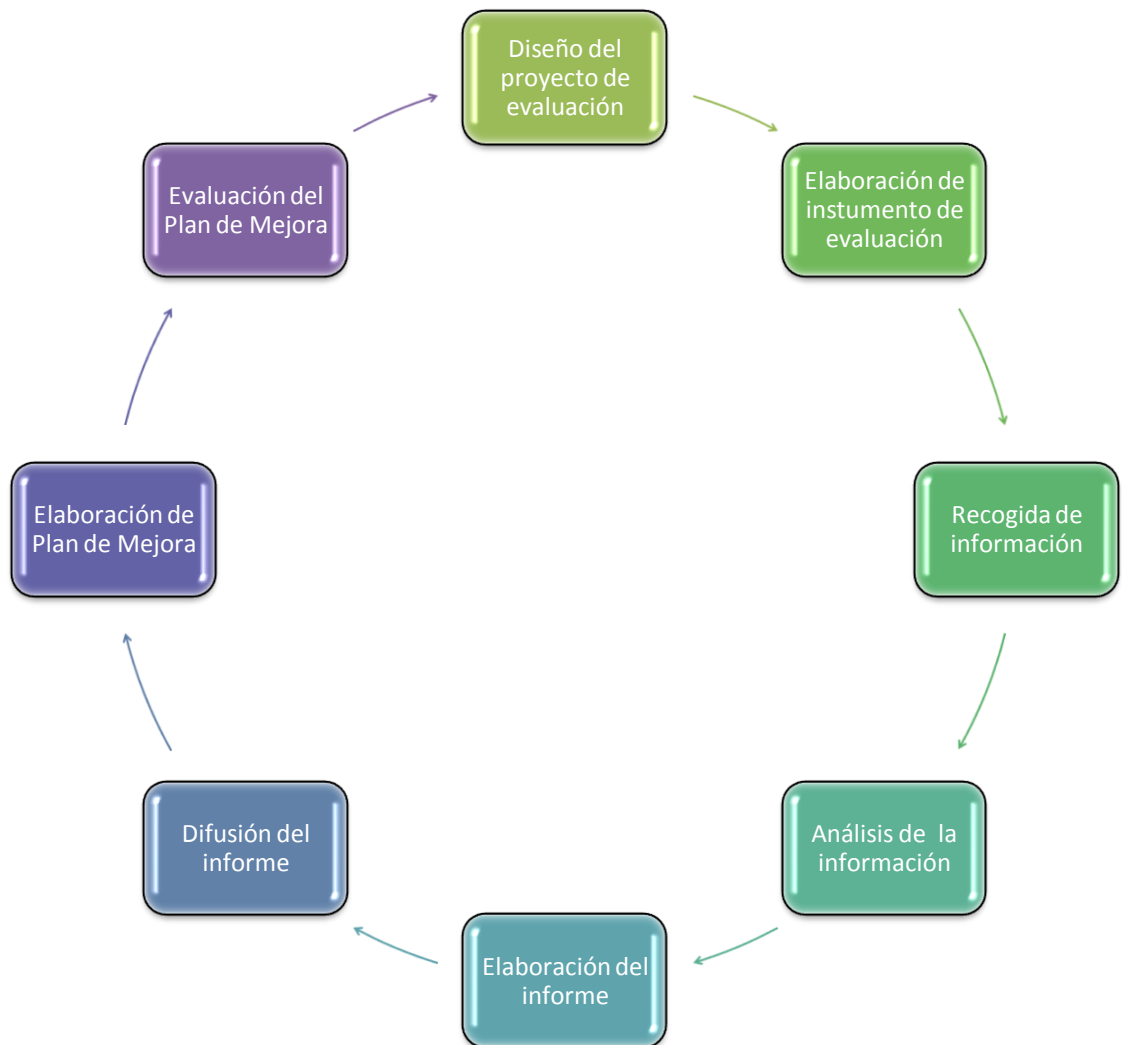 Diseño del
proyecto de
evaluación
Elaboración de
instumento de
evaluación
Recogida de
información
Análisis de  la
información
Elaboración del
informe
Difusión del
informe
Elaboración de
Plan de Mejora
Evaluación del
Plan de Mejora